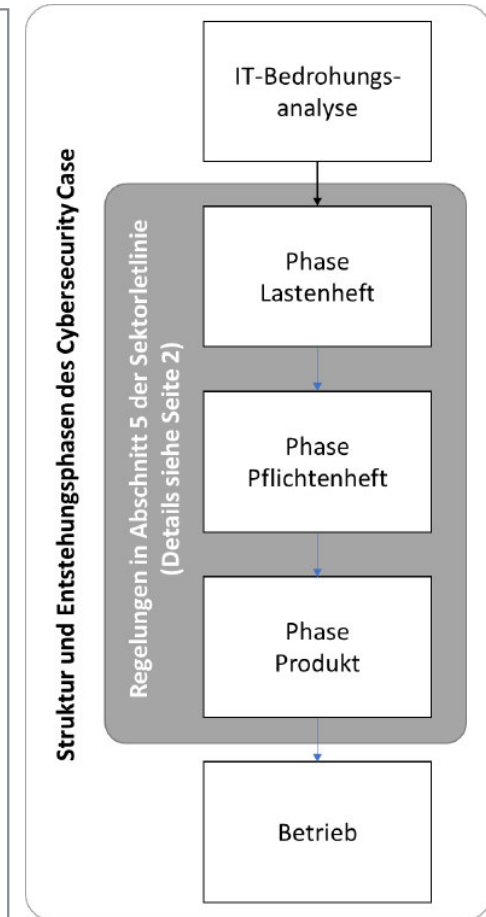 Struktur und Entstehungsphasen des Cybersecurity Case
Regelungen in Abschnitt 5 der Sektorletlinie
(Details siehe Seite 2)
IT-Bedrohungs-
analyse
Phase
Lastenheft
Phase
Pflichtenheft
Phase
Produkt
Betrieb